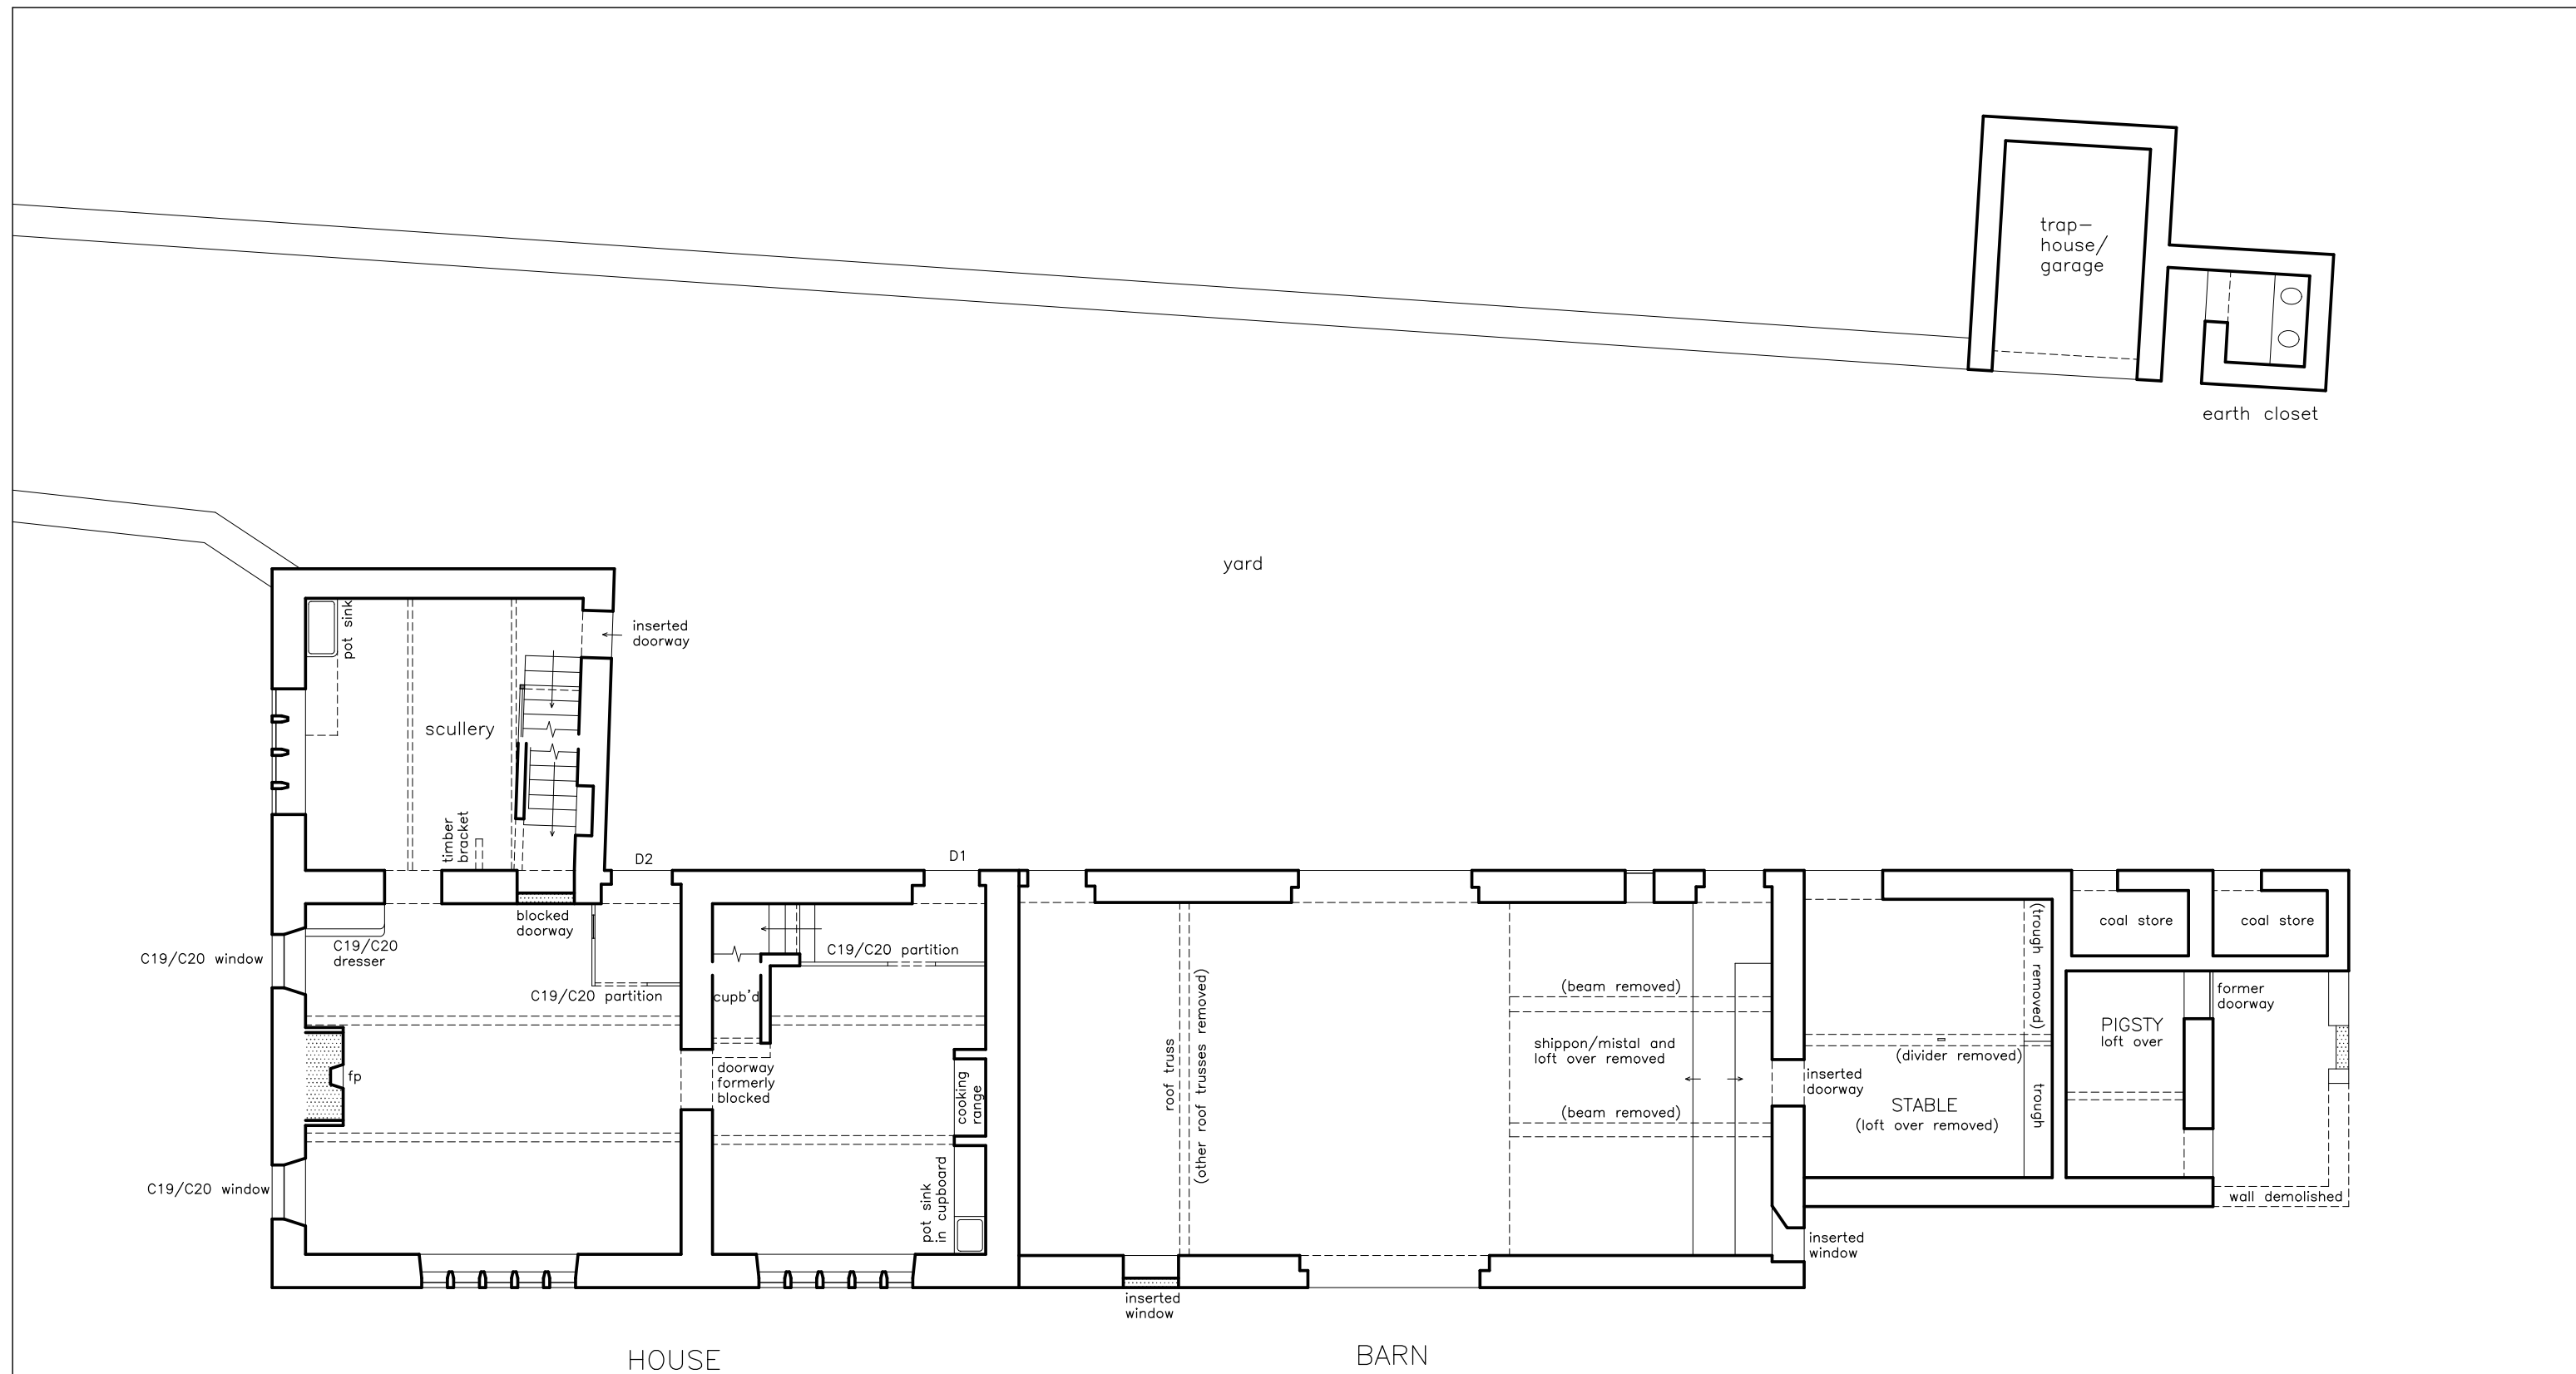 trap-
house/
garage
earth closet
yard
pot sink
inserted
doorway
scullery
timber
bracket
D2
D1
blocked
doorway
C19/C20
dresser
C19/C20 window
C19/C20 partition
C19/C20 partition
cupb'd
fp
doorway
formerly
blocked
cooking
range
pot sink
in cupboard
C19/C20 window
roof truss
(other roof trusses removed)
(beam removed)
shippon/mistal and
loft over removed
(beam removed)
inserted
doorway
inserted
window
inserted
window
(trough removed)
(divider removed)
trough
STABLE
(loft over removed)
coal store
coal store
PIGSTY
loft over
former
doorway
wall demolished
HOUSE
BARN